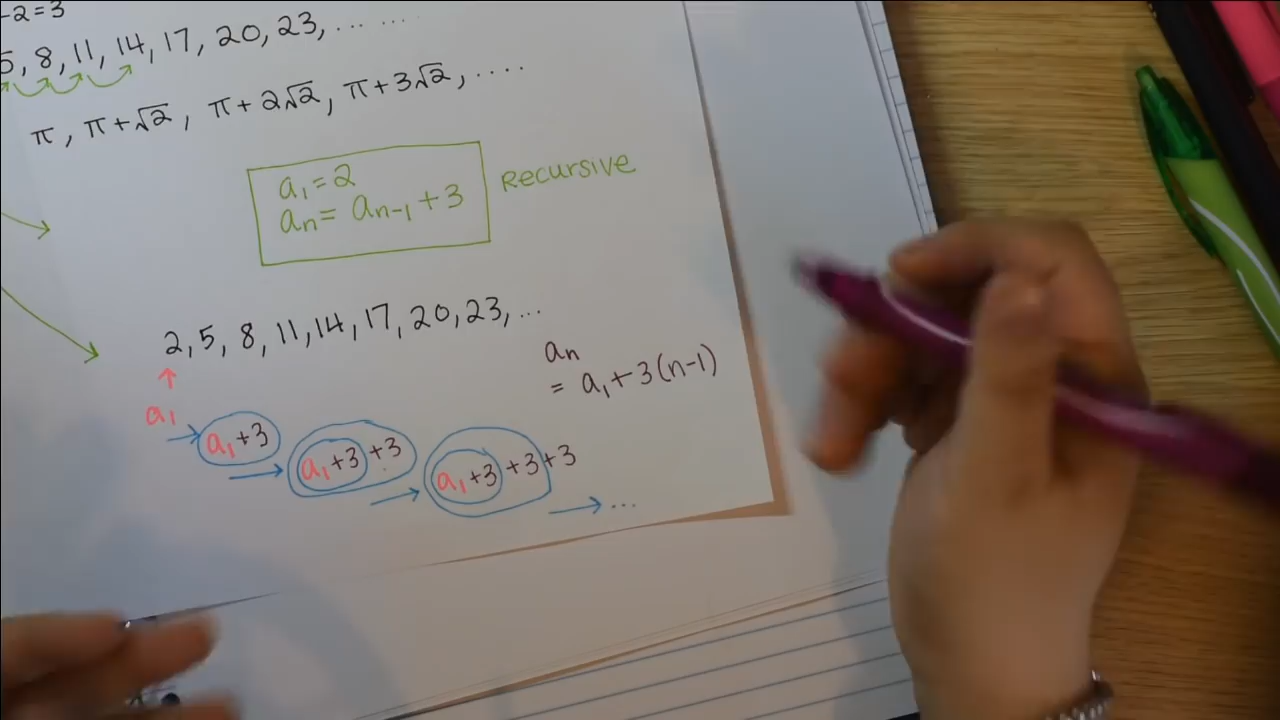 -2=3
5, 8, 11, 14, 17, 20, 23, ... ...
π, π+√2, π+2√2, π+3√2, ....
a₁=2
aₙ= aₙ₋₁+3
Recursive
2, 5, 8, 11, 14, 17, 20, 23, ...
aₙ
= a₁+3(n-1)
a₁
a₁+3
a₁+3+3
a₁+3+3+3
...